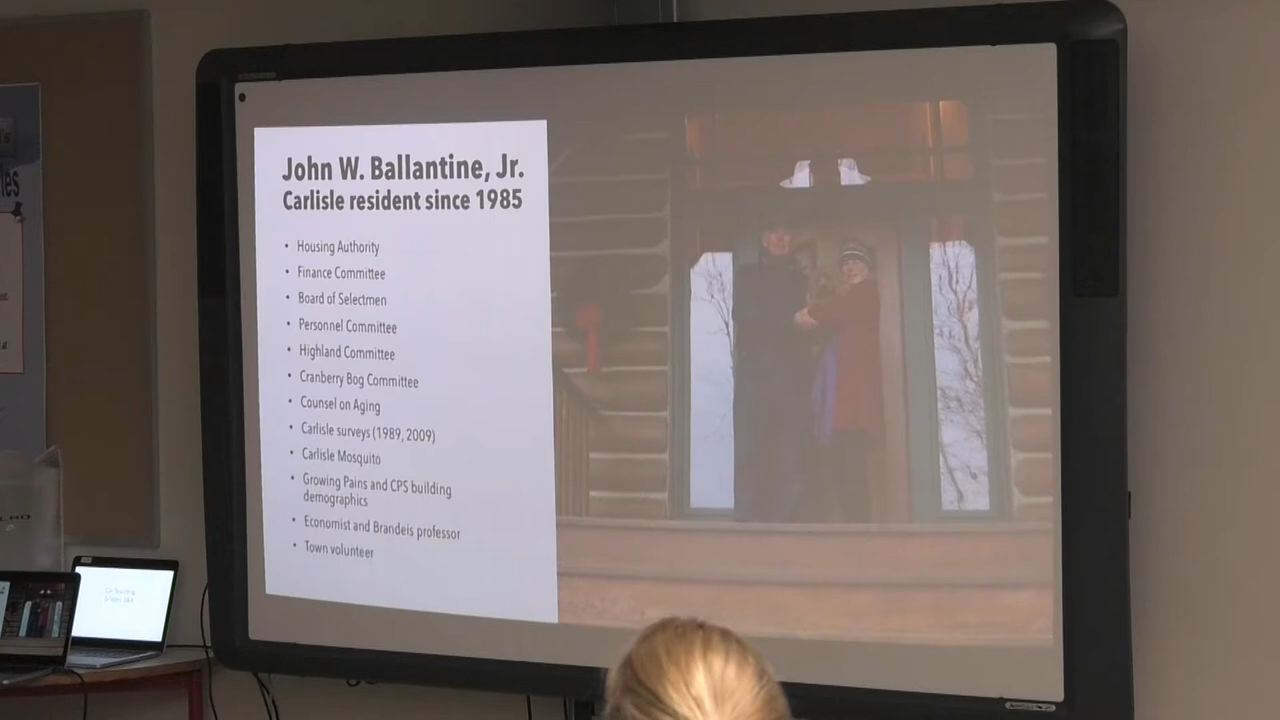 John W. Ballantine, Jr.
Carlisle resident since 1985
• Housing Authority
• Finance Committee
• Board of Selectmen
• Personnel Committee
• Highland Committee
• Cranberry Bog Committee
• Counsel on Aging
• Carlisle surveys (1989, 2009)
• Carlisle Mosquito
• Growing Pains and CPS building
demographics
• Economist and Brandeis professor
• Town volunteer